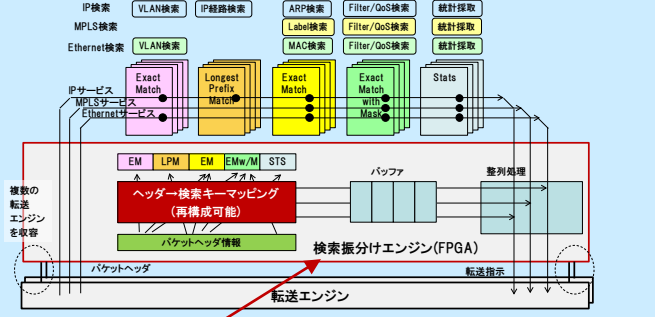 IP検索 VLAN検索 IP経路検索 ARP検索 Filter/QoS検索 統計採取
MPLS検索 Label検索 Filter/QoS検索 統計採取
Ethernet検索 VLAN検索 MAC検索 Filter/QoS検索 統計採取
Exact Match
Longest Prefix Match
Exact Match
Exact Match with Mask
Stats
IPサービス
MPLSサービス
Ethernetサービス
EM LPM EM EMw/M STS
ヘッダ→検索キーマッピング
(再構成可能)
パケットヘッダ情報
バッファ
整列処理
複数の
転送
エンジン
を収容
検索振分けエンジン(FPGA)
パケットヘッダ
転送指示
転送エンジン